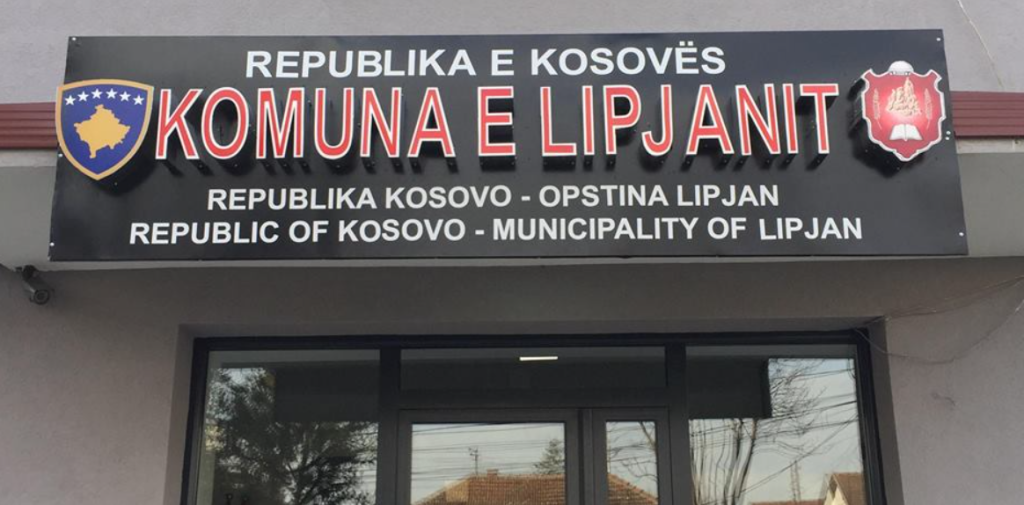 REPUBLIKA E KOSOVËS
KOMUNA E LIPJANIT
REPUBLIKA KOSOVO - OPSTINA LIPJAN
REPUBLIC OF KOSOVO - MUNICIPALITY OF LIPJAN